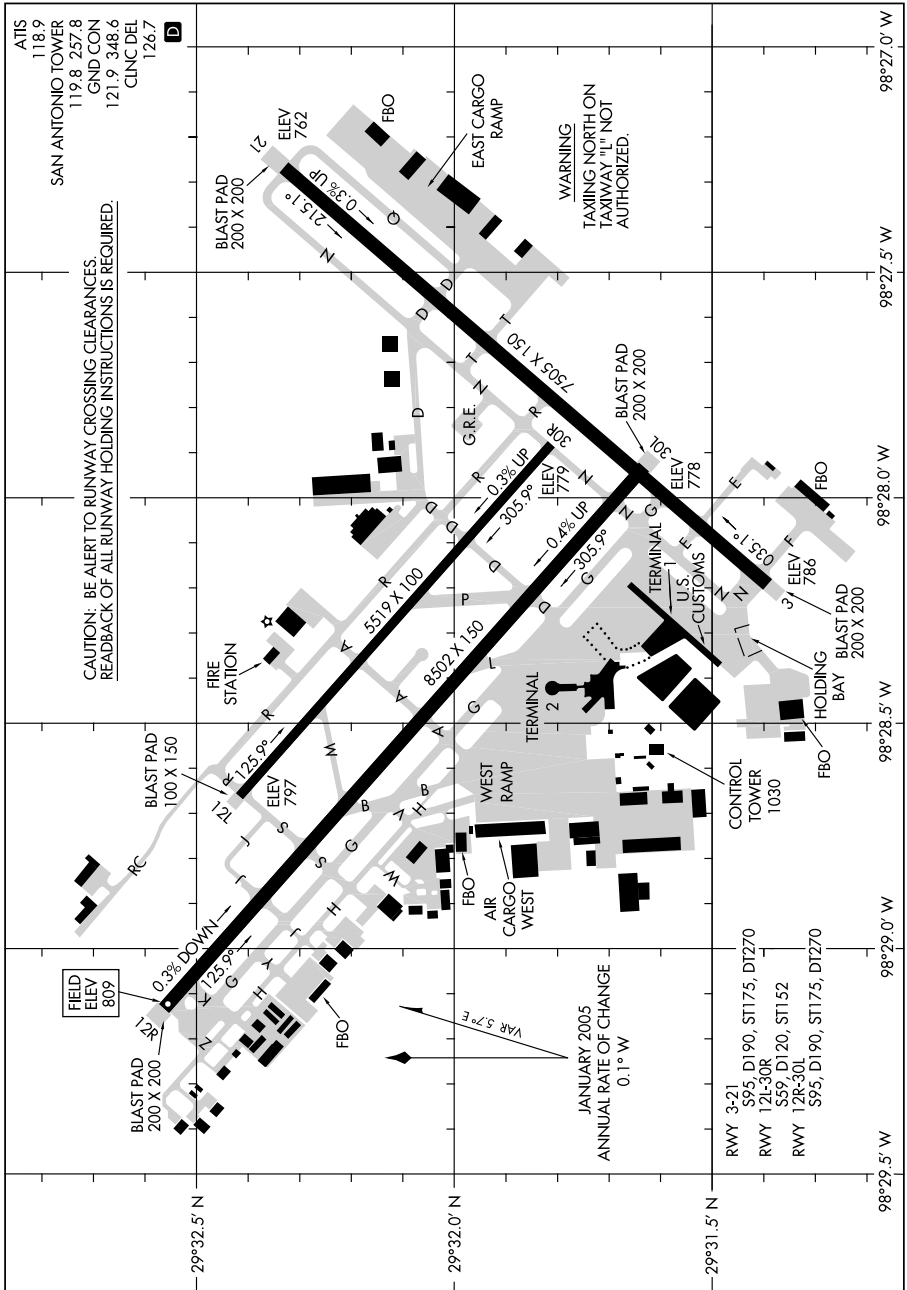 ATIS
118.9
SAN ANTONIO TOWER
119.8 257.8
GND CON
121.9 348.6
CLNC DEL
126.7
D
CAUTION: BE ALERT TO RUNWAY CROSSING CLEARANCES.
READBACK OF ALL RUNWAY HOLDING INSTRUCTIONS IS REQUIRED.
FIELD
ELEV
809
12R
BLAST PAD
200 X 200
0.3% DOWN
125.9°
RC
BLAST PAD
100 X 150
12L
125.9°
ELEV
797
FIRE
STATION
5519 X 100
8502 X 150
0.3% UP
305.9°
30R
ELEV
779
0.4% UP
305.9°
BLAST PAD
200 X 200
30L
ELEV
778
BLAST PAD
200 X 200
21
ELEV
762
215.1°
0.3% UP
7505 X 150
FBO
EAST CARGO
RAMP
WARNING
TAXIING NORTH ON
TAXIWAY "L" NOT
AUTHORIZED.
G.R.E.
Z
K
G
H
Y
J
H
J
J
S
S
G
W
V
H
B
B
W
R
R
A
R
A
A
G
L
P
D
G
D
R
D
D
R
N
T
D
D
D
N
Q
T
R
N
N
N
G
E
E
F
N
N
TERMINAL
1
U.S.
CUSTOMS
TERMINAL
2
035.1°
3
ELEV
786
BLAST PAD
200 X 200
HOLDING
BAY
FBO
FBO
CONTROL
TOWER
1030
WEST
RAMP
FBO
AIR
CARGO
WEST
FBO
VAR 5.7° E
JANUARY 2005
ANNUAL RATE OF CHANGE
0.1° W
RWY 3-21
S95, D190, ST175, DT270
RWY 12L-30R
S59, D120, ST152
RWY 12R-30L
S95, D190, ST175, DT270
29°32.5' N
29°32.0' N
29°31.5' N
98°29.5' W
98°29.0' W
98°28.5' W
98°28.0' W
98°27.5' W
98°27.0' W